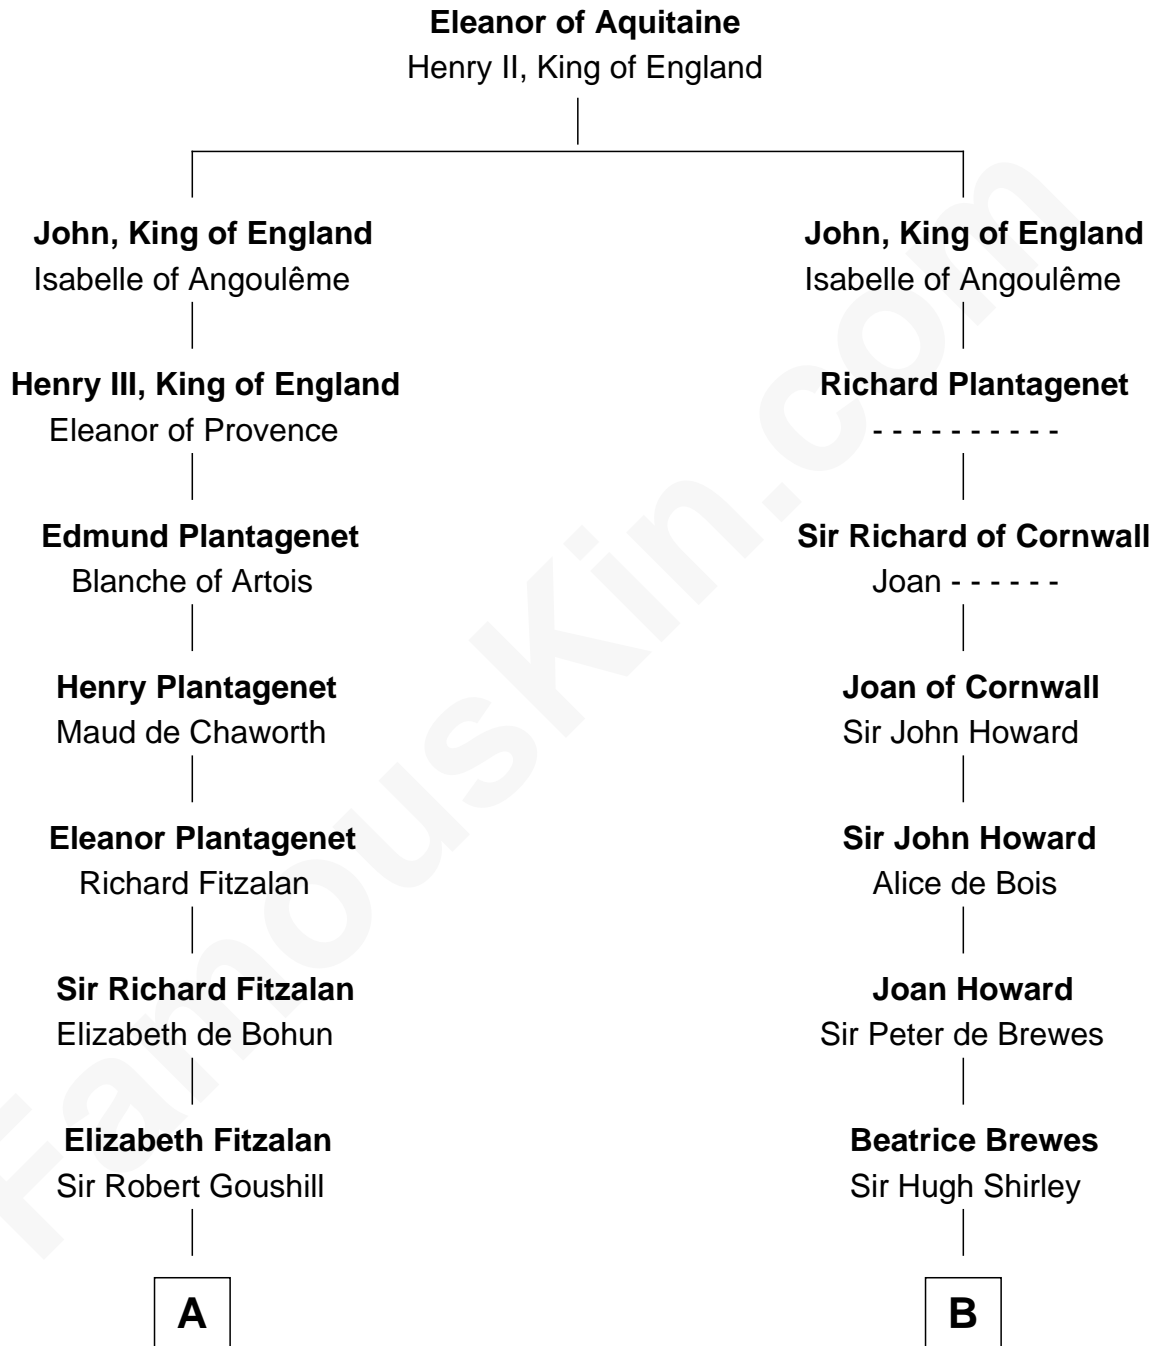 Eleanor of Aquitaine
Henry II, King of England
John, King of England
Isabelle of Angoulême
Henry III, King of England
Eleanor of Provence
Edmund Plantagenet
Blanche of Artois
Henry Plantagenet
Maud de Chaworth
Eleanor Plantagenet
Richard Fitzalan
Sir Richard Fitzalan
Elizabeth de Bohun
Elizabeth Fitzalan
Sir Robert Goushill
A
John, King of England
Isabelle of Angoulême
Richard Plantagenet
- - - - - - - - - -
Sir Richard of Cornwall
Joan - - - - - -
Joan of Cornwall
Sir John Howard
Sir John Howard
Alice de Bois
Joan Howard
Sir Peter de Brewes
Beatrice Brewes
Sir Hugh Shirley
B
FamousKin.com